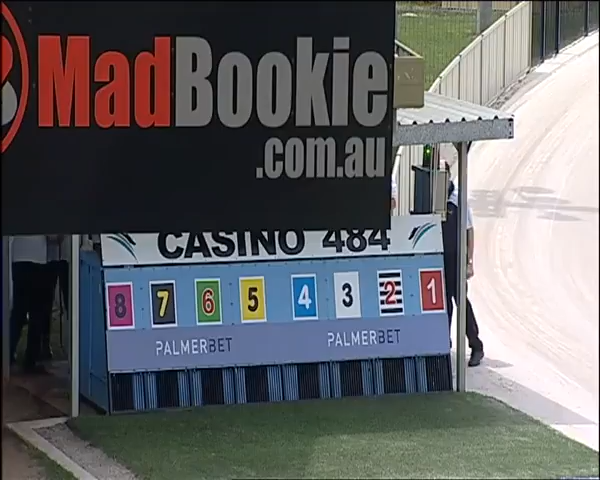 MadBookie
.com.au
CASINO 484
8 7 6 5 4 3 2 1
PALMERBET PALMERBET